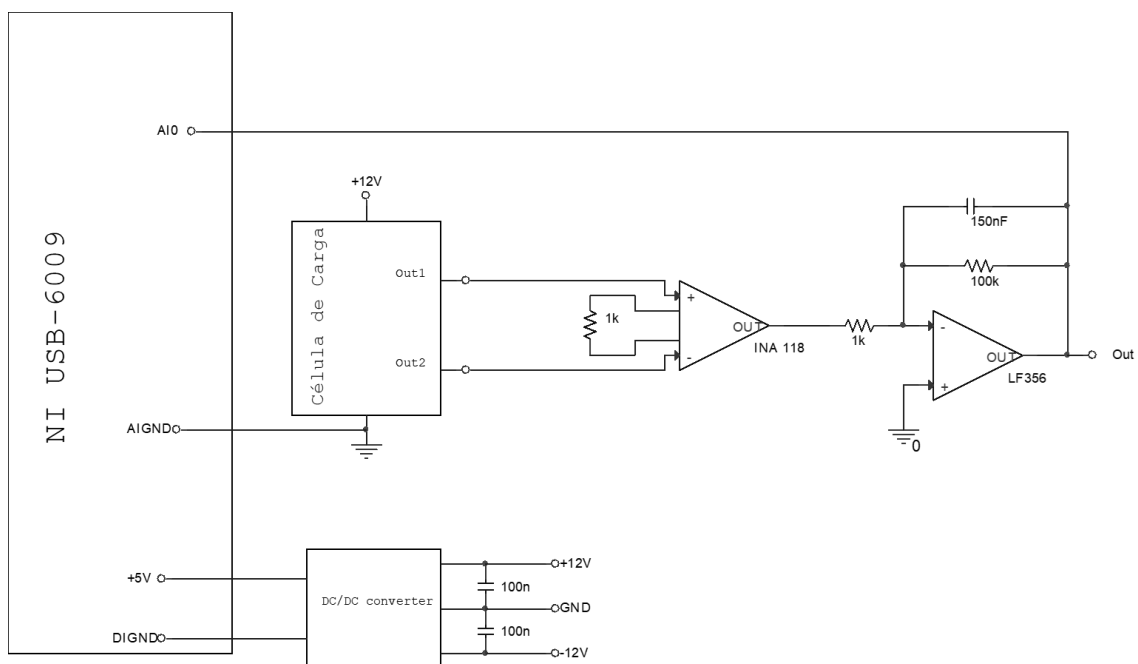 NI USB-6009
AI0
AIGND
+5V
DIGND
+12V
Célula de Carga
Out1
Out2
1k
+
-
OUT
INA 118
1k
150nF
100k
-
+
OUT
LF356
Out
0
DC/DC converter
+12V
100n
GND
100n
-12V